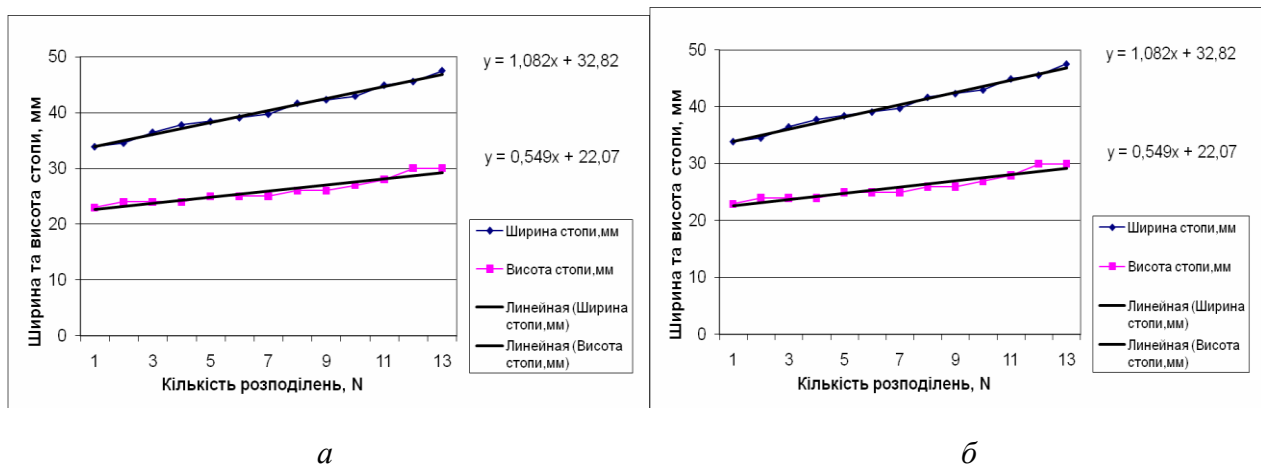 50
40
30
20
10
0
1 3 5 7 9 11 13
Ширина та висота стопи, мм
Кількість розподілень, N
y = 1,082x + 32,82
y = 0,549x + 22,07
Ширина стопи,мм
Висота стопи,мм
Линейная (Ширина
стопи,мм)
Линейная (Висота
стопи,мм)
а
50
40
30
20
10
0
1 3 5 7 9 11 13
Ширина та висота стопи, мм
Кількість розподілень, N
y = 1,082x + 32,82
y = 0,549x + 22,07
Ширина стопи,мм
Висота стопи,мм
Линейная (Ширина
стопи,мм)
Линейная (Висота
стопи,мм)
б